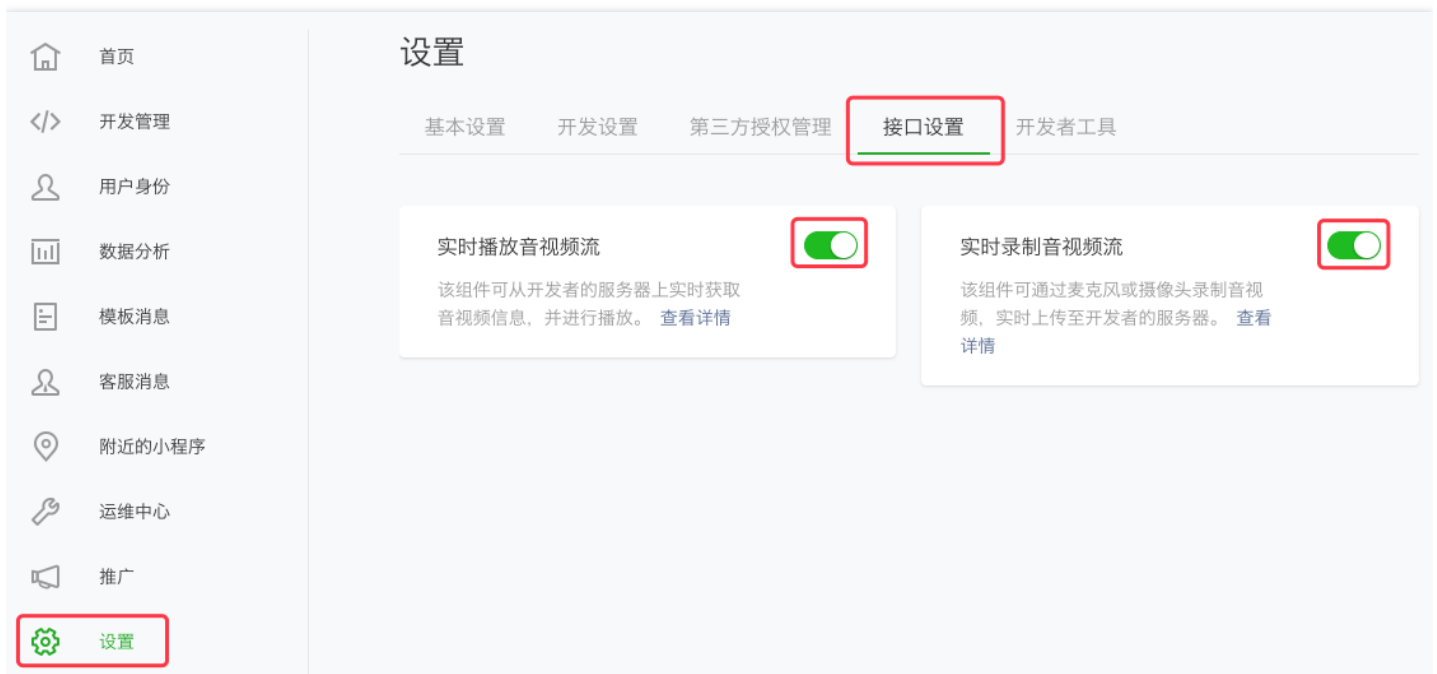 首页
开发管理
用户身份
数据分析
模板消息
客服消息
附近的小程序
运维中心
推广
设置
设置
基本设置
开发设置
第三方授权管理
接口设置
开发者工具
实时播放音视频流
该组件可从开发者的服务器上实时获取
音视频信息，并进行播放。 查看详情
实时录制音视频流
该组件可通过麦克风或摄像头录制音视
频，实时上传至开发者的服务器。 查看
详情